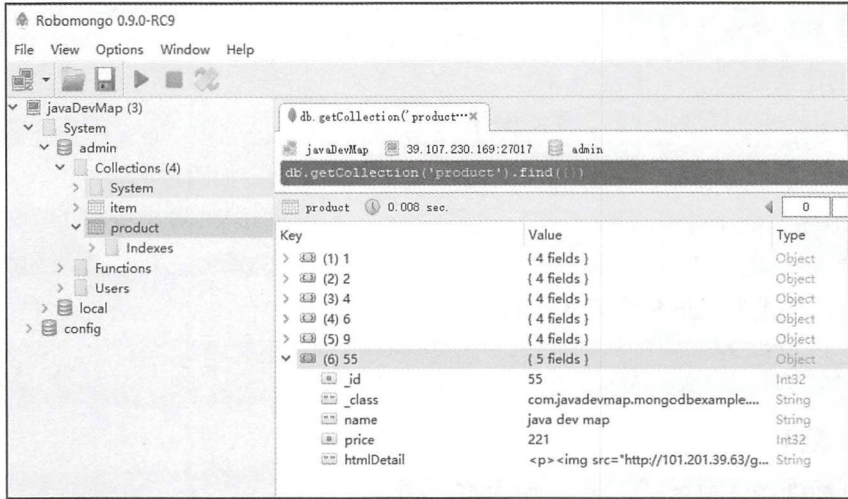 Robomongo 0.9.0-RC9
File View Options Window Help
javaDevMap (3)
System
admin
Collections (4)
System
item
product
Indexes
Functions
Users
local
config
db.getCollection('product···×
javaDevMap 39.107.230.169:27017 admin
db.getCollection('product').find({})
product 0.008 sec. 0
Key Value Type
(1) 1 { 4 fields } Object
(2) 2 { 4 fields } Object
(3) 4 { 4 fields } Object
(4) 6 { 4 fields } Object
(5) 9 { 4 fields } Object
(6) 55 { 5 fields } Object
_id 55 Int32
_class com.javadevmap.mongodbexample.... String
name java dev map String
price 221 Int32
htmlDetail <p><img src="http://101.201.39.63/g... String